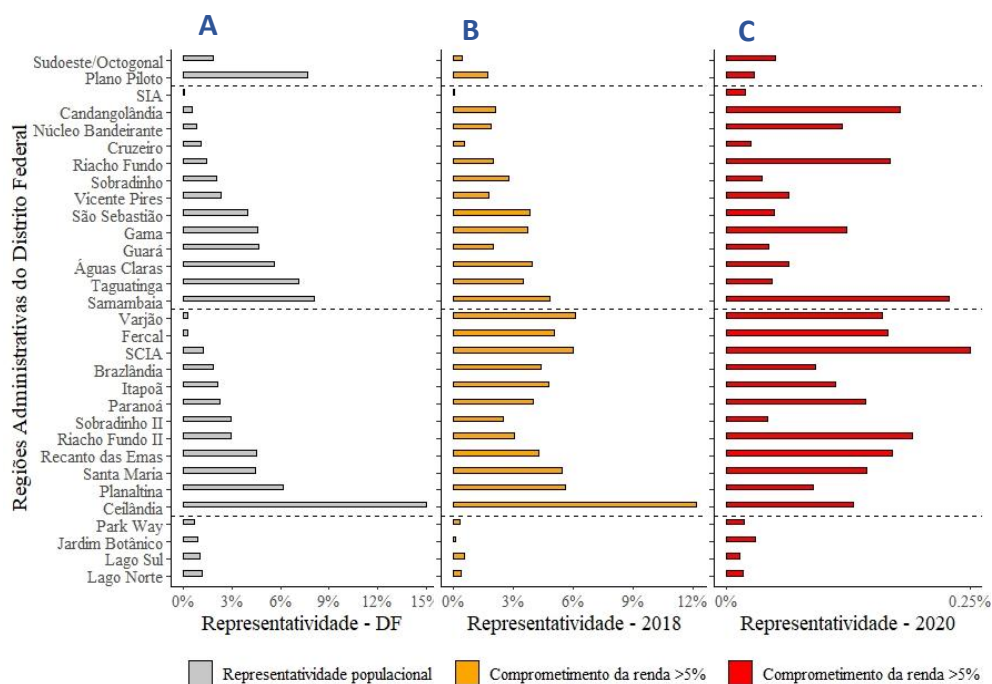 A B C
Regiões Administrativas do Distrito Federal
Sudoeste/Octogonal
Plano Piloto
SIA
Candangolândia
Núcleo Bandeirante
Cruzeiro
Riacho Fundo
Sobradinho
Vicente Pires
São Sebastião
Gama
Guará
Águas Claras
Taguatinga
Samambaia
Varjão
Fercal
SCIA
Brazlândia
Itapoã
Paranoá
Sobradinho II
Riacho Fundo II
Recanto das Emas
Santa Maria
Planaltina
Ceilândia
Park Way
Jardim Botânico
Lago Sul
Lago Norte
0% 3% 6% 9% 12% 15% 0% 3% 6% 9% 12% 0% 0.25%
Representatividade - DF Representatividade - 2018 Representatividade - 2020
Representatividade populacional Comprometimento da renda >5% Comprometimento da renda >5%